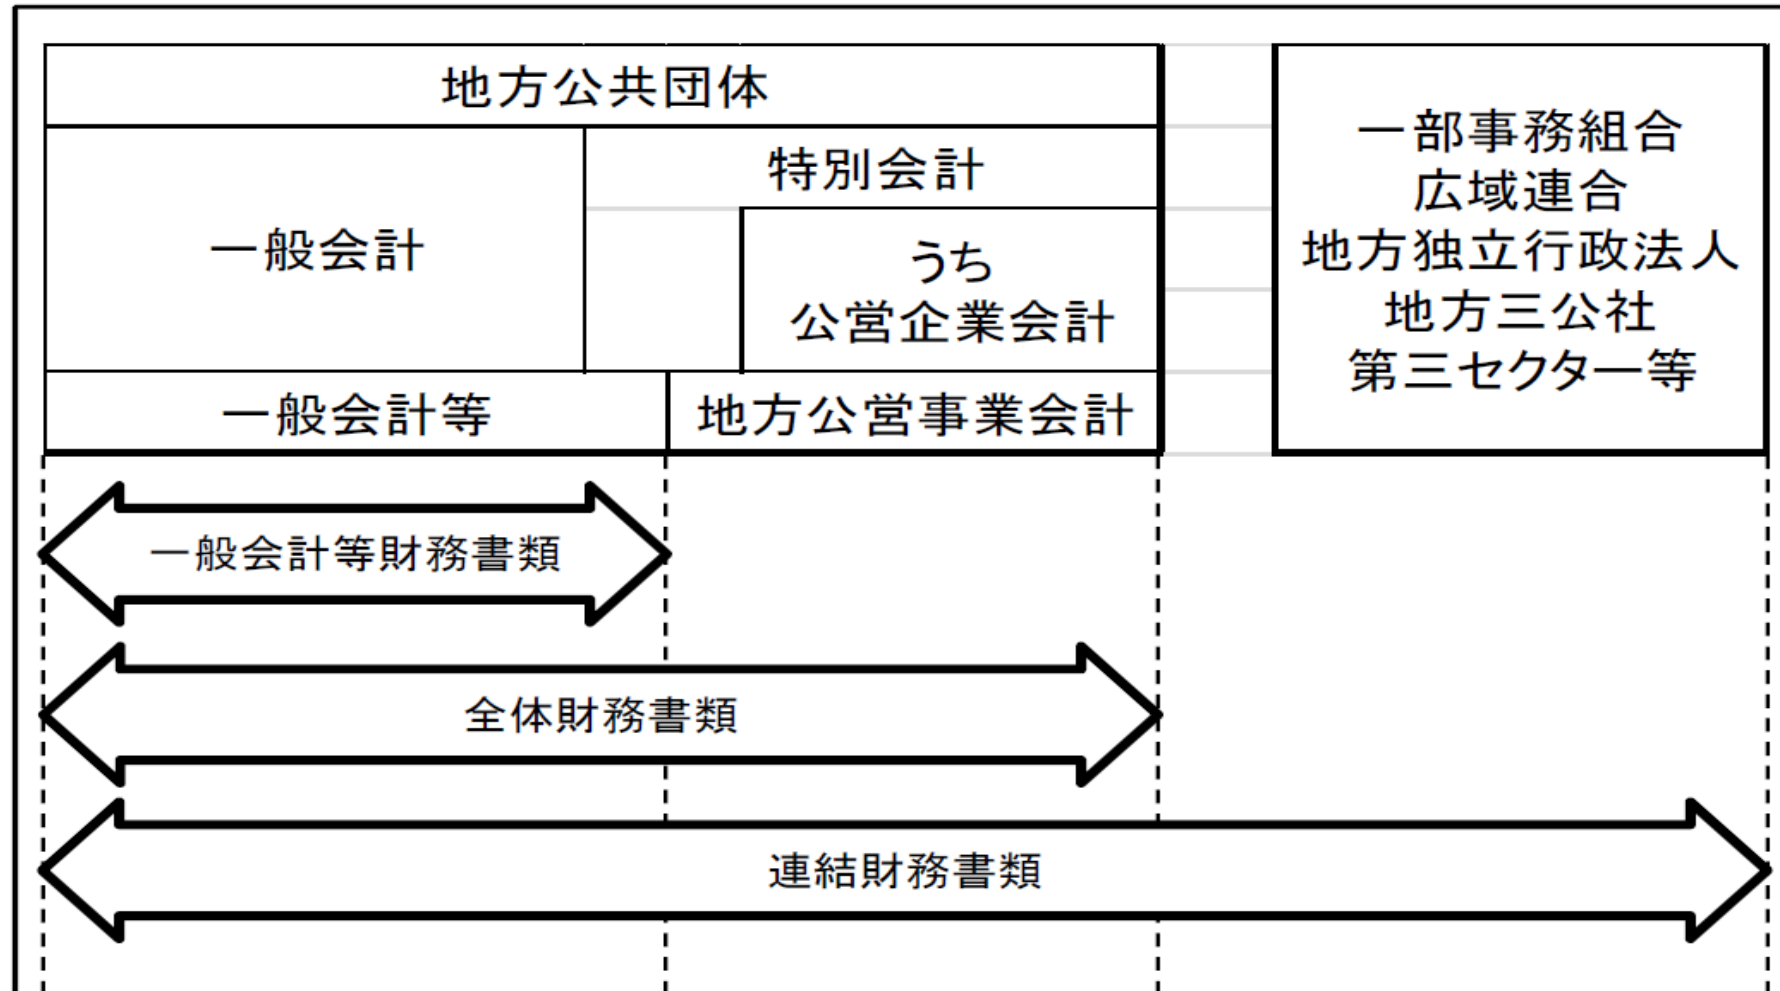 地方公共団体
一般会計
特別会計
うち
公営企業会計
一般会計等
地方公営事業会計
一部事務組合
広域連合
地方独立行政法人
地方三公社
第三セクター等
一般会計等財務書類
全体財務書類
連結財務書類